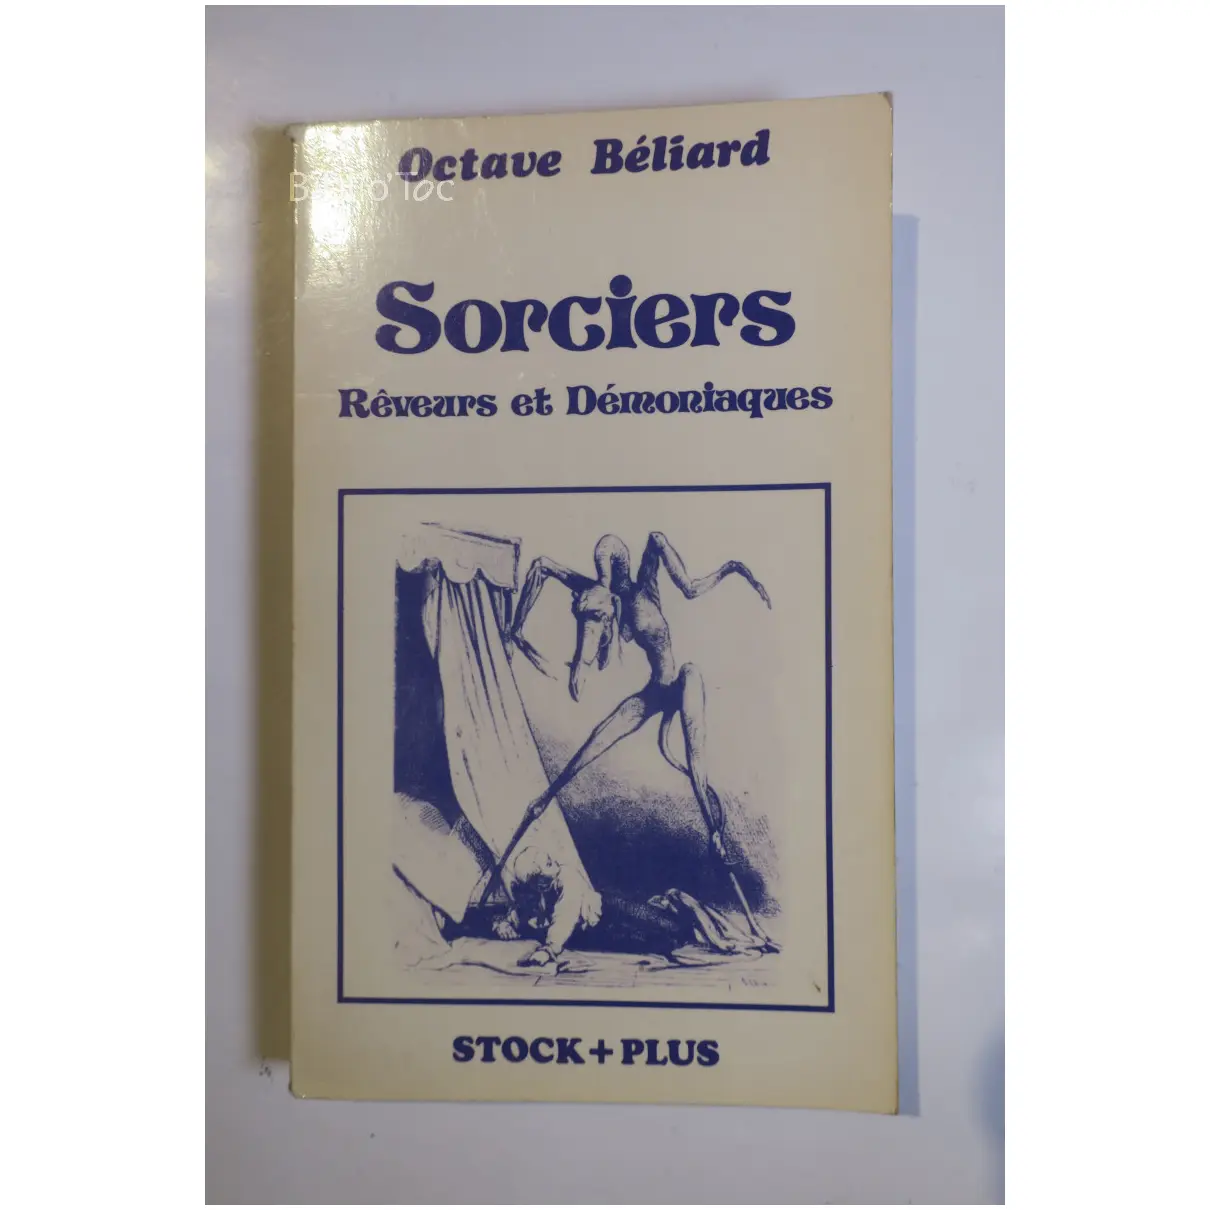 Octave Béliard
Sorciers
Rêveurs et Démoniaques
STOCK + PLUS